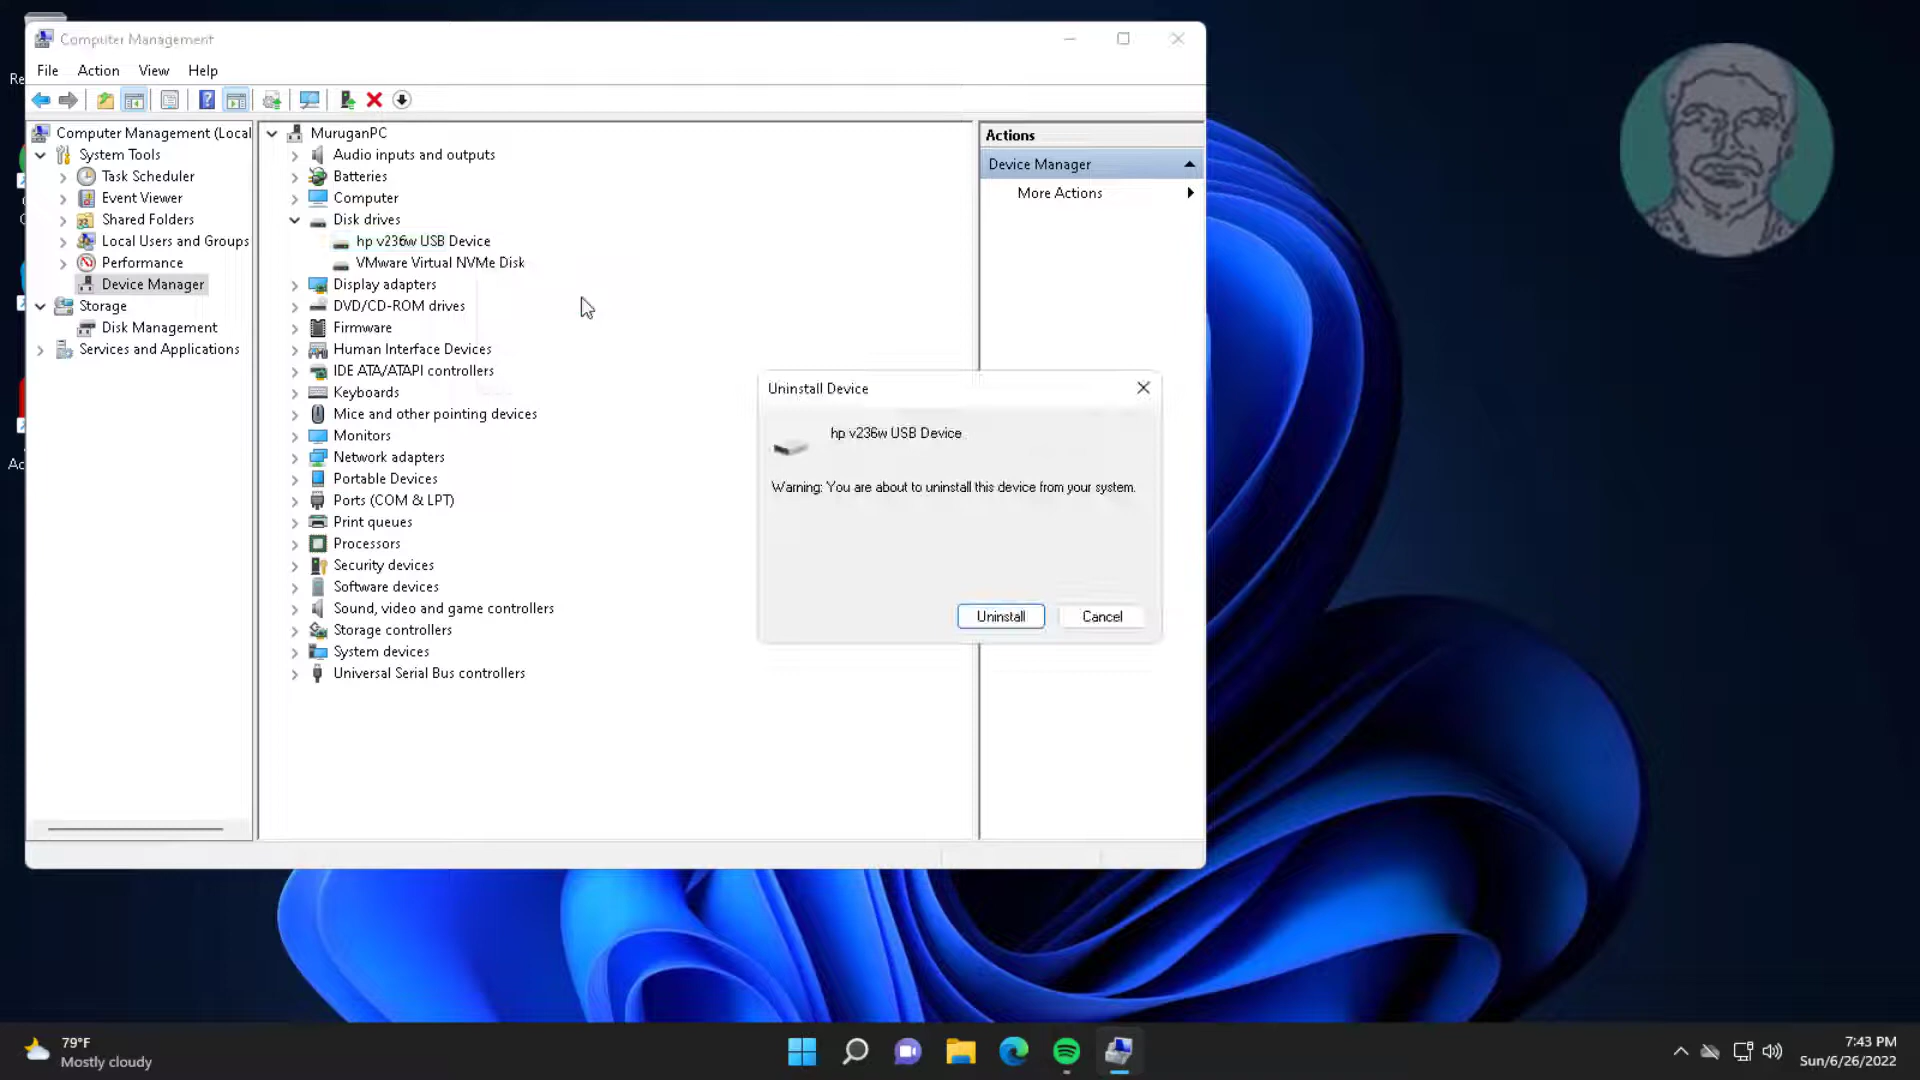 Computer Management
File Action View Help
Computer Management (Local
System Tools
Task Scheduler
Event Viewer
Shared Folders
Local Users and Groups
Performance
Device Manager
Storage
Disk Management
Services and Applications
MuruganPC
Audio inputs and outputs
Batteries
Computer
Disk drives
hp v236w USB Device
VMware Virtual NVMe Disk
Display adapters
DVD/CD-ROM drives
Firmware
Human Interface Devices
IDE ATA/ATAPI controllers
Keyboards
Mice and other pointing devices
Monitors
Network adapters
Portable Devices
Ports (COM & LPT)
Print queues
Processors
Security devices
Software devices
Sound, video and game controllers
Storage controllers
System devices
Universal Serial Bus controllers
Actions
Device Manager
More Actions
Uninstall Device
hp v236w USB Device
Warning: You are about to uninstall this device from your system.
Uninstall Cancel
Re
Ac
79°F
Mostly cloudy
7:43 PM
Sun/6/26/2022